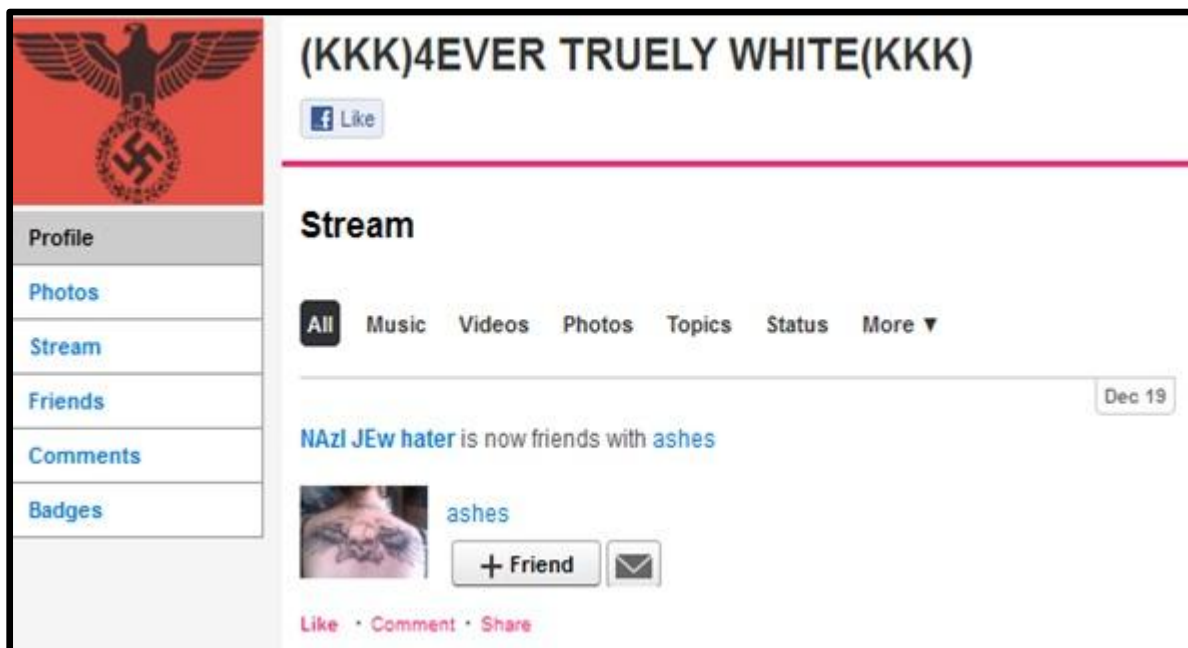 (KKK)4EVER TRUELY WHITE(KKK)
f Like
Profile
Photos
Stream
Friends
Comments
Badges
Stream
All Music Videos Photos Topics Status More ▼
Dec 19
NAzI JEw hater is now friends with ashes
ashes
+ Friend
Like · Comment · Share